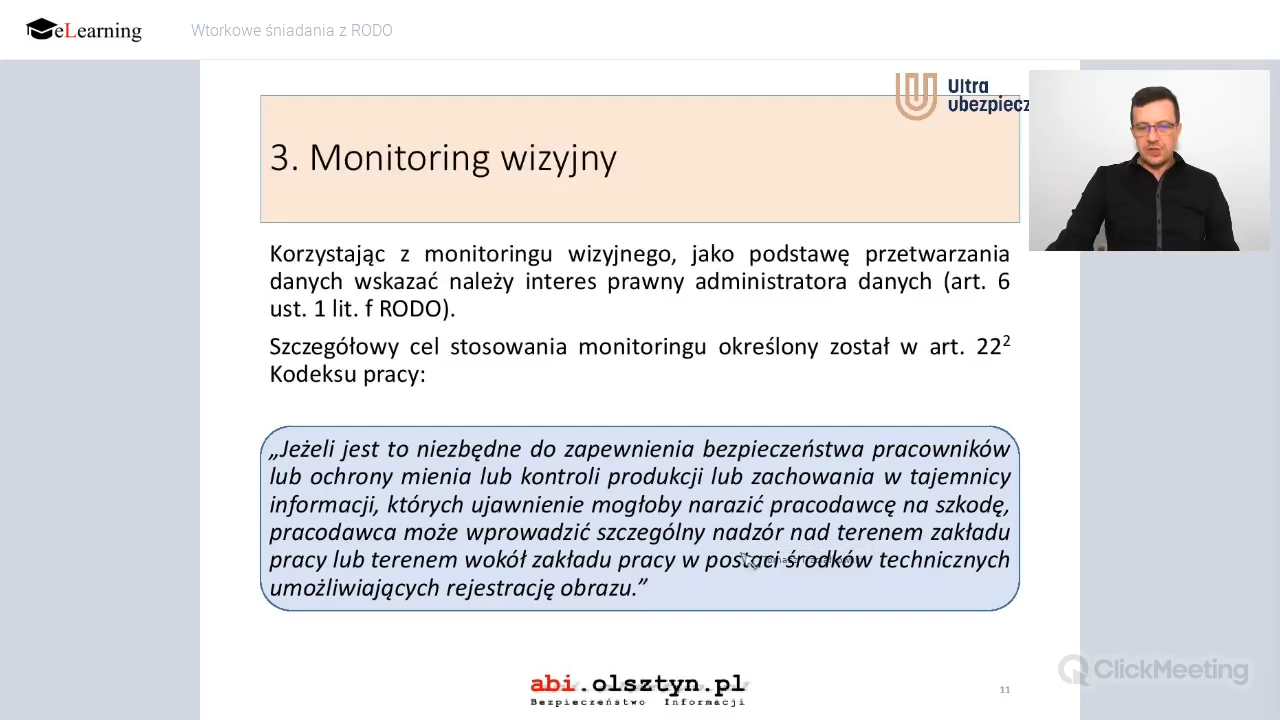 eLearning
Wtorkowe śniadania z RODO
Ultra
ubezpiecz
3. Monitoring wizyjny
Korzystając z monitoringu wizyjnego, jako podstawę przetwarzania
danych wskazać należy interes prawny administratora danych (art. 6
ust. 1 lit. f RODO).
Szczegółowy cel stosowania monitoringu określony został w art. 22²
Kodeksu pracy:
„Jeżeli jest to niezbędne do zapewnienia bezpieczeństwa pracowników
lub ochrony mienia lub kontroli produkcji lub zachowania w tajemnicy
informacji, których ujawnienie mogłoby narazić pracodawcę na szkodę,
pracodawca może wprowadzić szczególny nadzór nad terenem zakładu
pracy lub terenem wokół zakładu pracy w postaci środków technicznych
umożliwiających rejestrację obrazu.”
abi.olsztyn.pl
Bezpieczeństwo Informacji
11
ClickMeeting